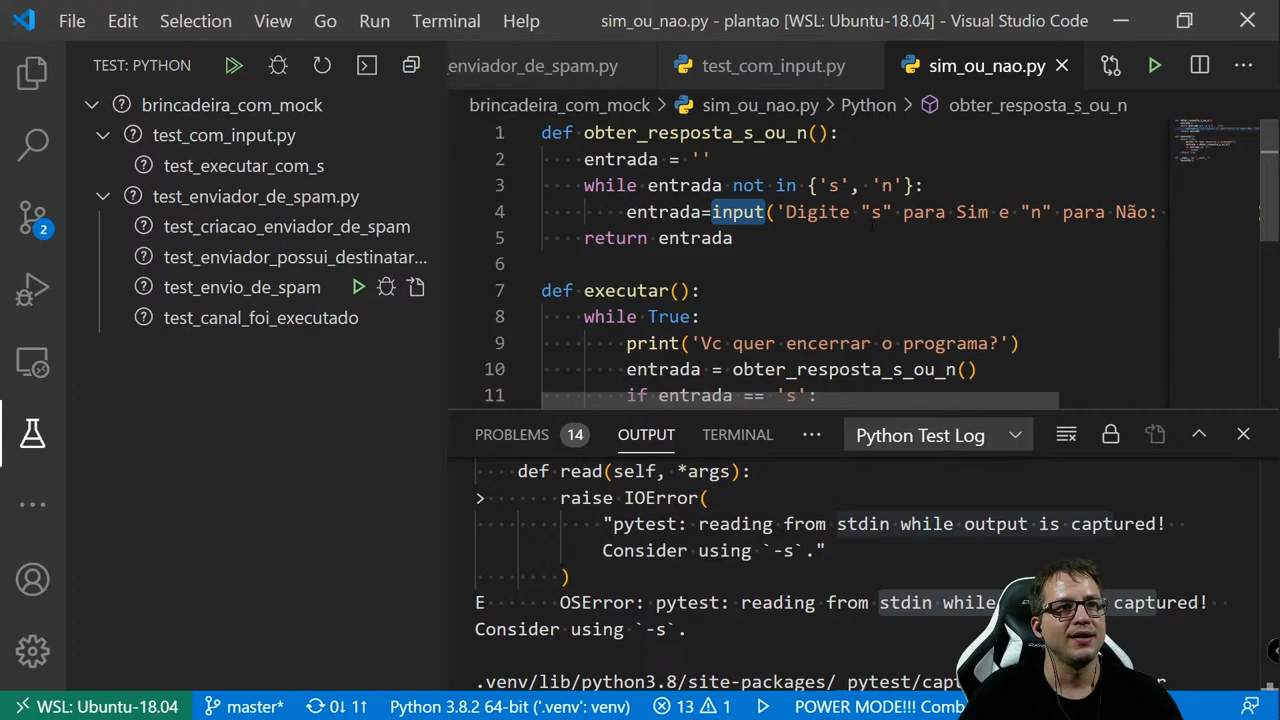 File Edit Selection View Go Run Terminal Help sim_ou_nao.py - plantao [WSL: Ubuntu-18.04] - Visual Studio Code
TEST: PYTHON
brincadeira_com_mock
test_com_input.py
test_executar_com_s
test_enviador_de_spam.py
test_criacao_enviador_de_spam
test_enviador_possui_destinatar...
test_envio_de_spam
test_canal_foi_executado
2
_enviador_de_spam.py test_com_input.py sim_ou_nao.py
brincadeira_com_mock > sim_ou_nao.py > Python > obter_resposta_s_ou_n
1 def obter_resposta_s_ou_n():
2 entrada = ''
3 while entrada not in {'s', 'n'}:
4 entrada=input('Digite "s" para Sim e "n" para Não:
5 return entrada
6
7 def executar():
8 while True:
9 print('Vc quer encerrar o programa?')
10 entrada = obter_resposta_s_ou_n()
11 if entrada == 's':
PROBLEMS 14 OUTPUT TERMINAL ... Python Test Log
def read(self, *args):
> raise IOError(
"pytest: reading from stdin while output is captured!
Consider using `-s`."
)
E OSError: pytest: reading from stdin while captured!
Consider using `-s`.
.venv/lib/python3.8/site-packages/_pytest/cap
WSL: Ubuntu-18.04 master* 0↓ 1↑ Python 3.8.2 64-bit ('.venv': venv) 13 1 POWER MODE!!! Comb